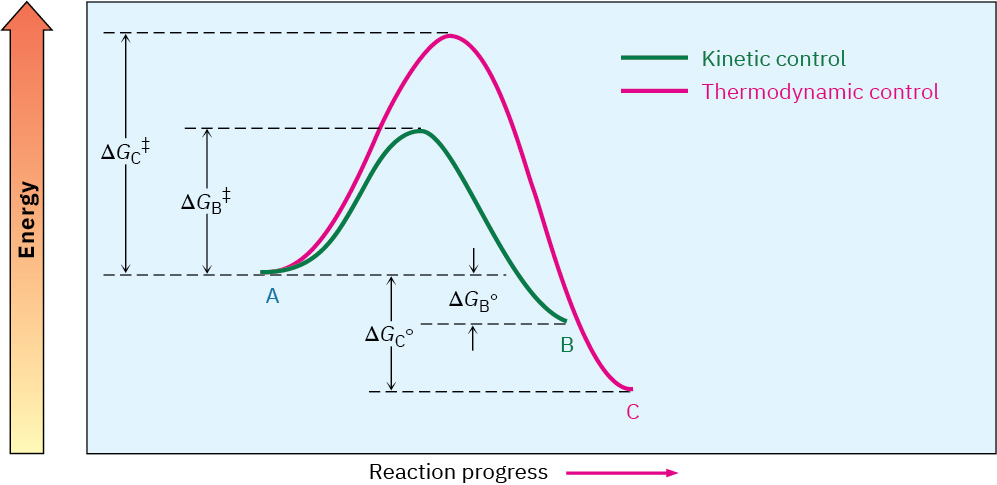 Kinetic control
Thermodynamic control
ΔG_C‡
ΔG_B‡
Energy
A
ΔG_B°
ΔG_C°
B
C
Reaction progress